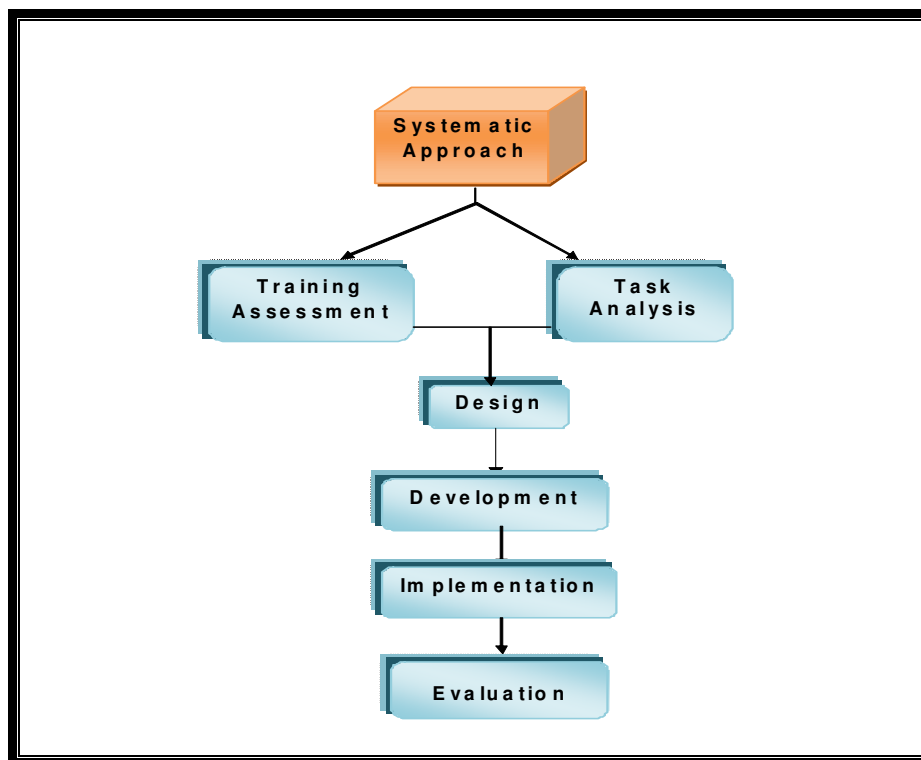 Systematic
Approach
Training
Assessment
Task
Analysis
Design
Development
Implementation
Evaluation